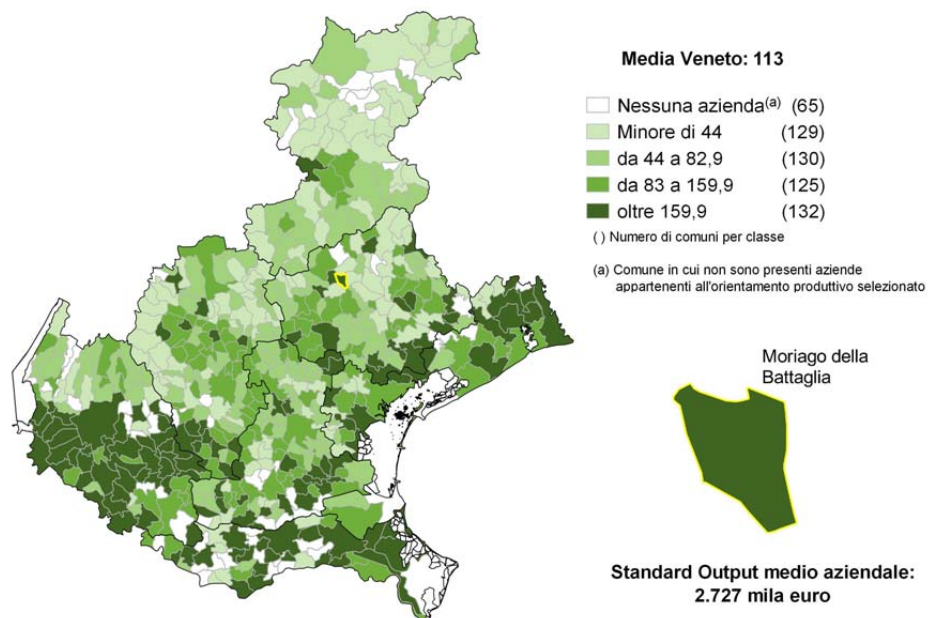 Media Veneto: 113
Nessuna azienda(a) (65)
Minore di 44 (129)
da 44 a 82,9 (130)
da 83 a 159,9 (125)
oltre 159,9 (132)
( ) Numero di comuni per classe
(a) Comune in cui non sono presenti aziende
appartenenti all'orientamento produttivo selezionato
Moriago della
Battaglia
Standard Output medio aziendale:
2.727 mila euro